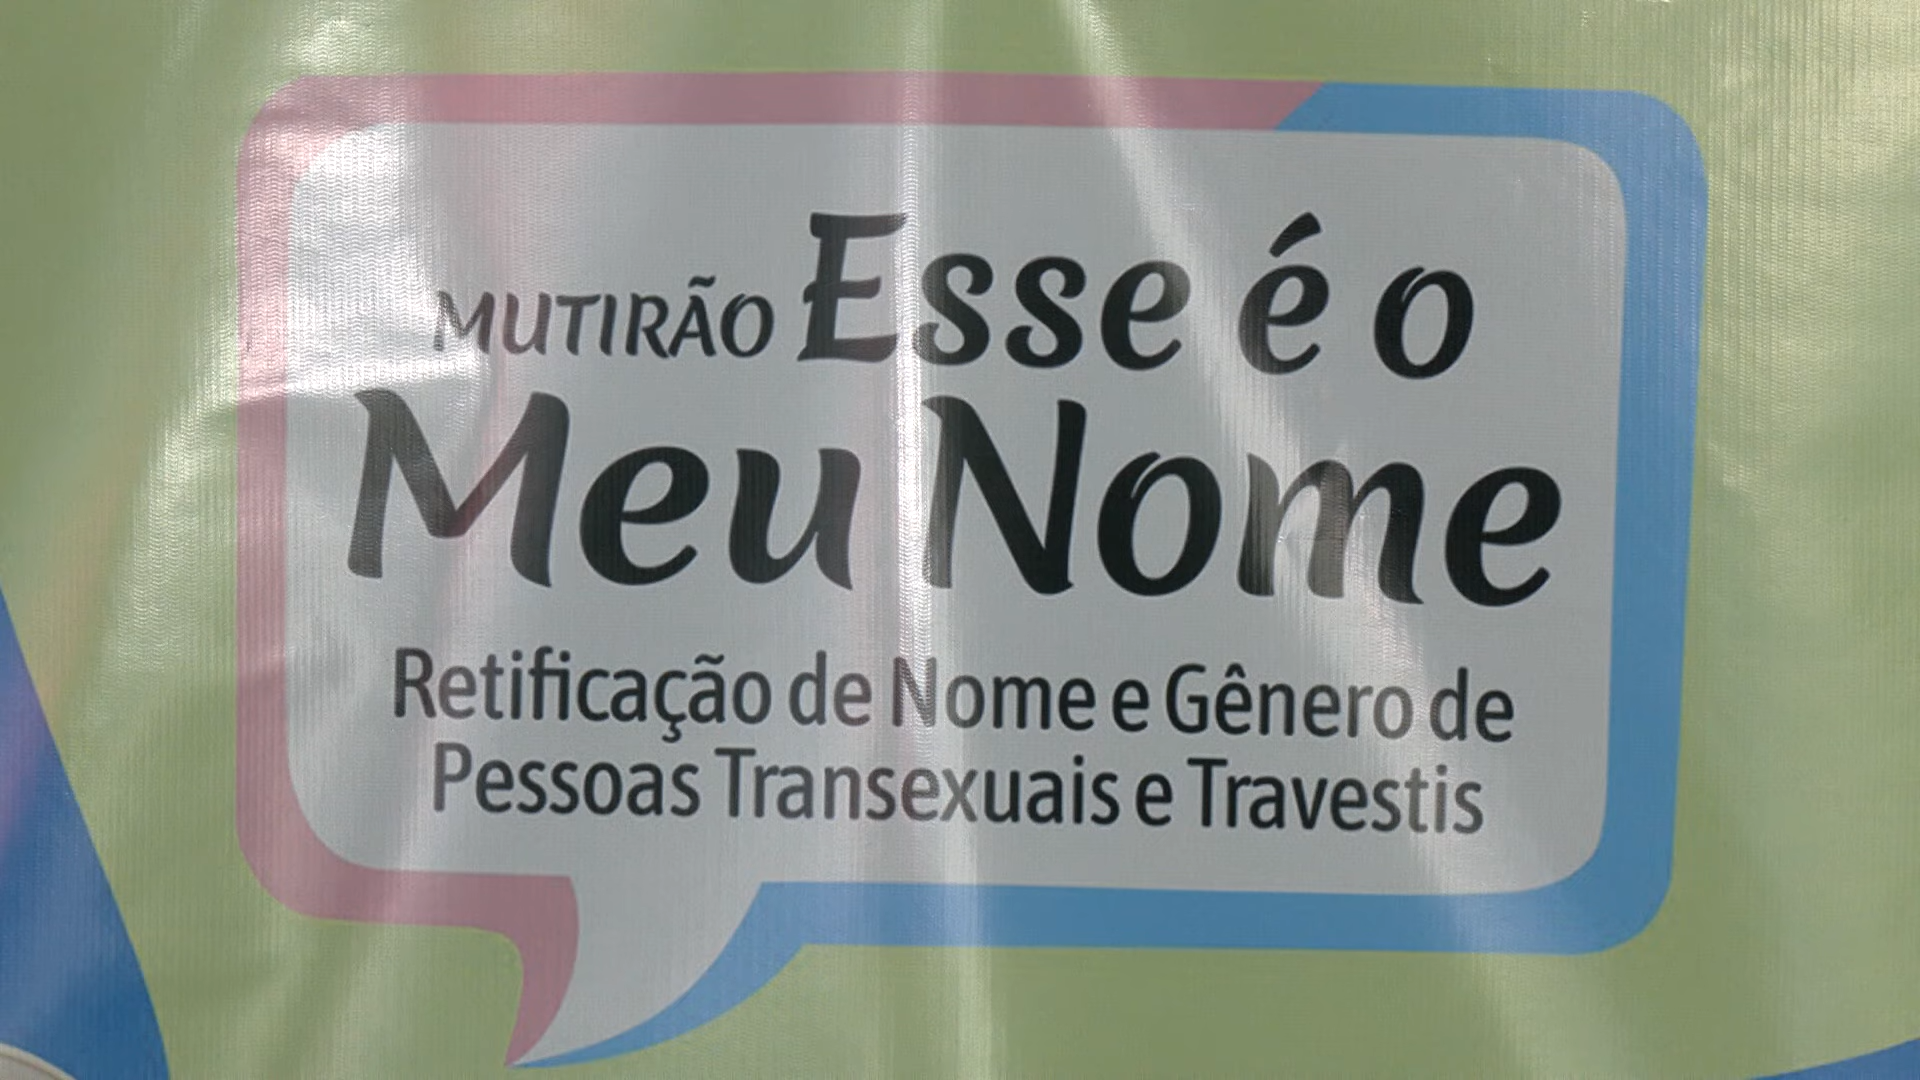 MUTIRÃO Esse é o
Meu Nome
Retificação de Nome e Gênero de
Pessoas Transexuais e Travestis